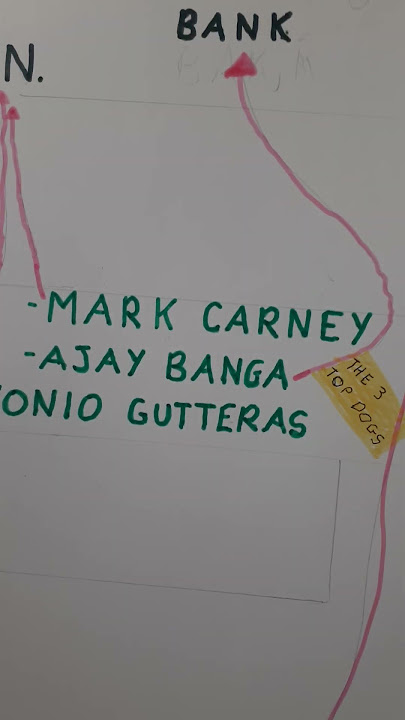 BANK
N.
-MARK CARNEY
-AJAY BANGA
ONIO GUTTERAS
THE 3
TOP DOGS